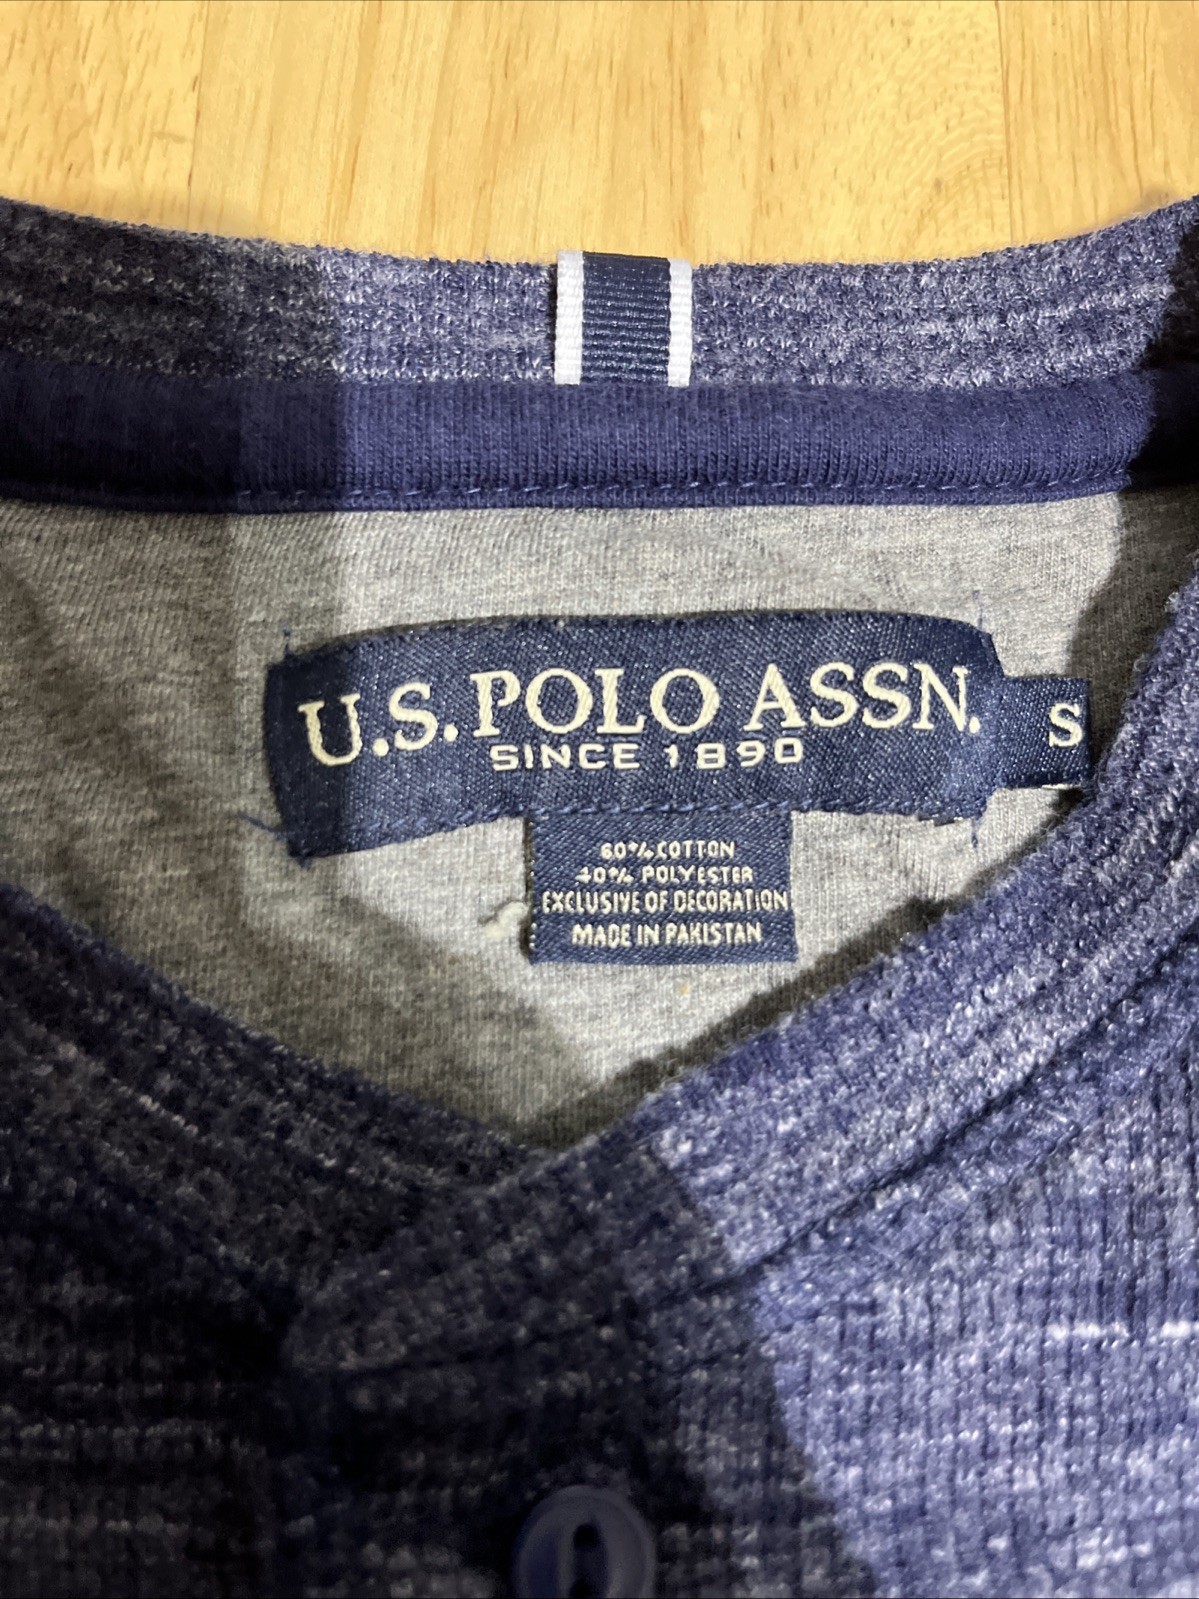 U.S. POLO ASSN.
SINCE 1890
S
60% COTTON
40% POLYESTER
EXCLUSIVE OF DECORATION
MADE IN PAKISTAN